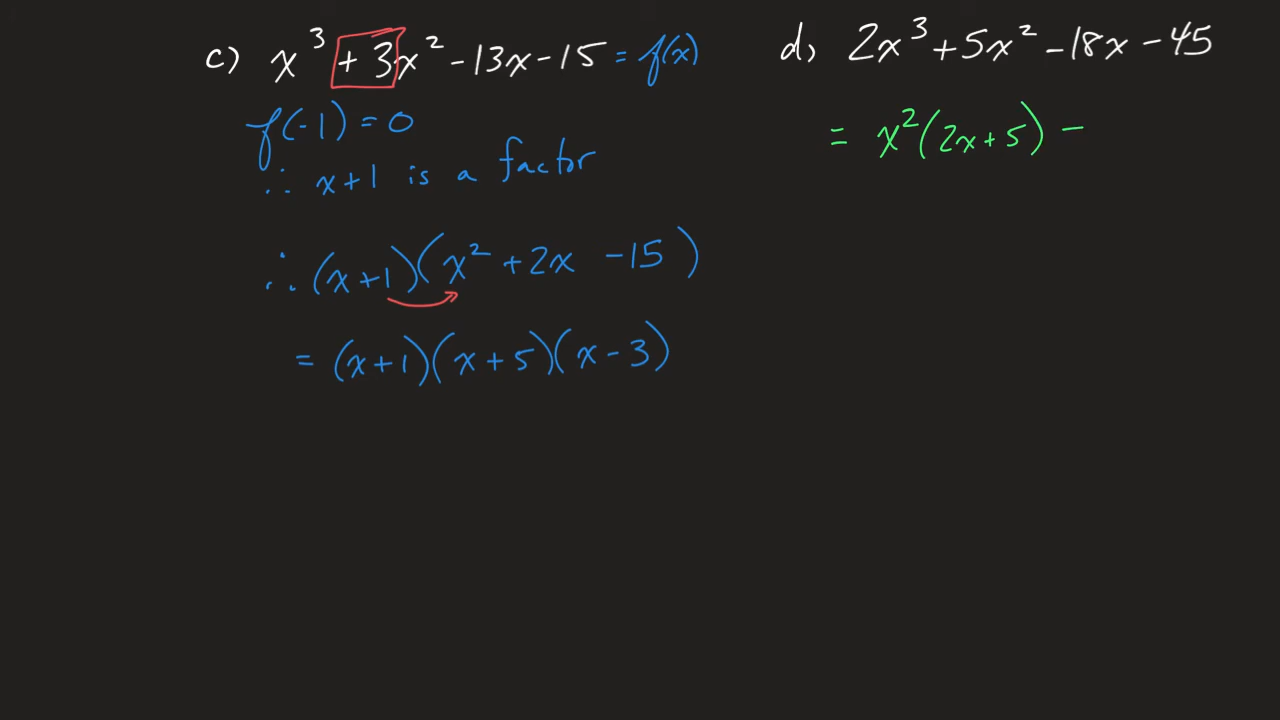 c) x³ + 3x² - 13x - 15 = f(x)
f(-1) = 0
∴ x + 1 is a factor
∴ (x + 1)(x² + 2x - 15)
= (x + 1)(x + 5)(x - 3)
d) 2x³ + 5x² - 18x - 45
= x²(2x + 5) -